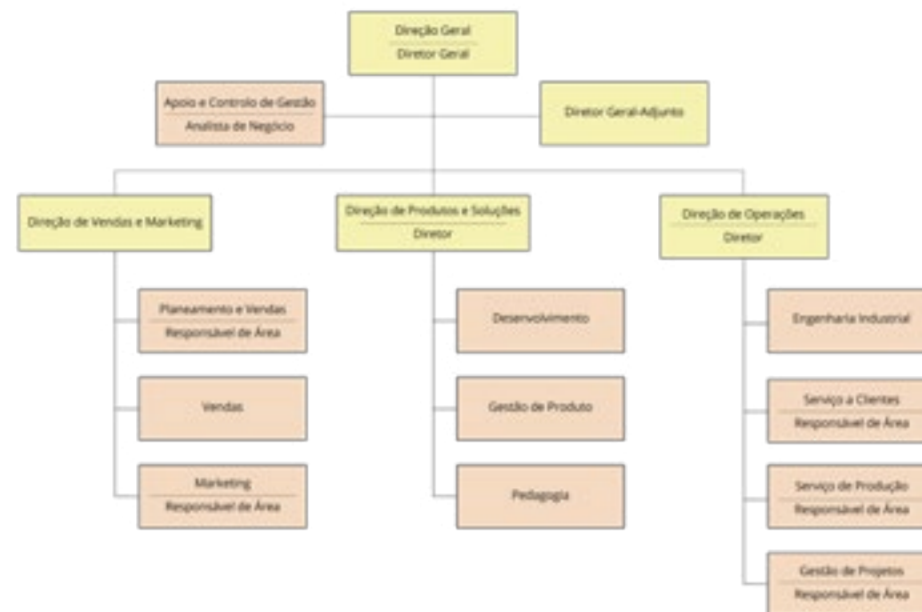 Direção Geral
Diretor Geral
Apoio e Controlo de Gestão
Analista de Negócio
Diretor Geral-Adjunto
Direção de Vendas e Marketing
Direção de Produtos e Soluções
Diretor
Direção de Operações
Diretor
Planeamento e Vendas
Responsável de Área
Vendas
Marketing
Responsável de Área
Desenvolvimento
Gestão de Produto
Pedagogia
Engenharia Industrial
Serviço a Clientes
Responsável de Área
Serviço de Produção
Responsável de Área
Gestão de Projetos
Responsável de Área